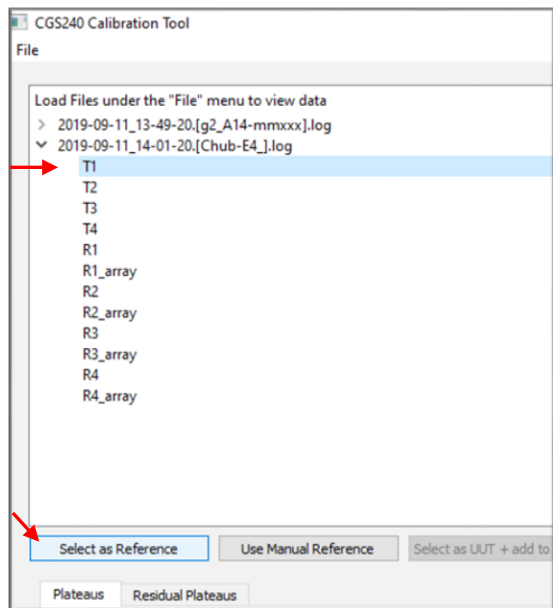 CGS240 Calibration Tool
File
Load Files under the "File" menu to view data
2019-09-11_13-49-20.[g2_A14-mmxxx].log
2019-09-11_14-01-20.[Chub-E4_].log
T1
T2
T3
T4
R1
R1_array
R2
R2_array
R3
R3_array
R4
R4_array
Select as Reference Use Manual Reference Select as UUT + add to
Plateaus Residual Plateaus